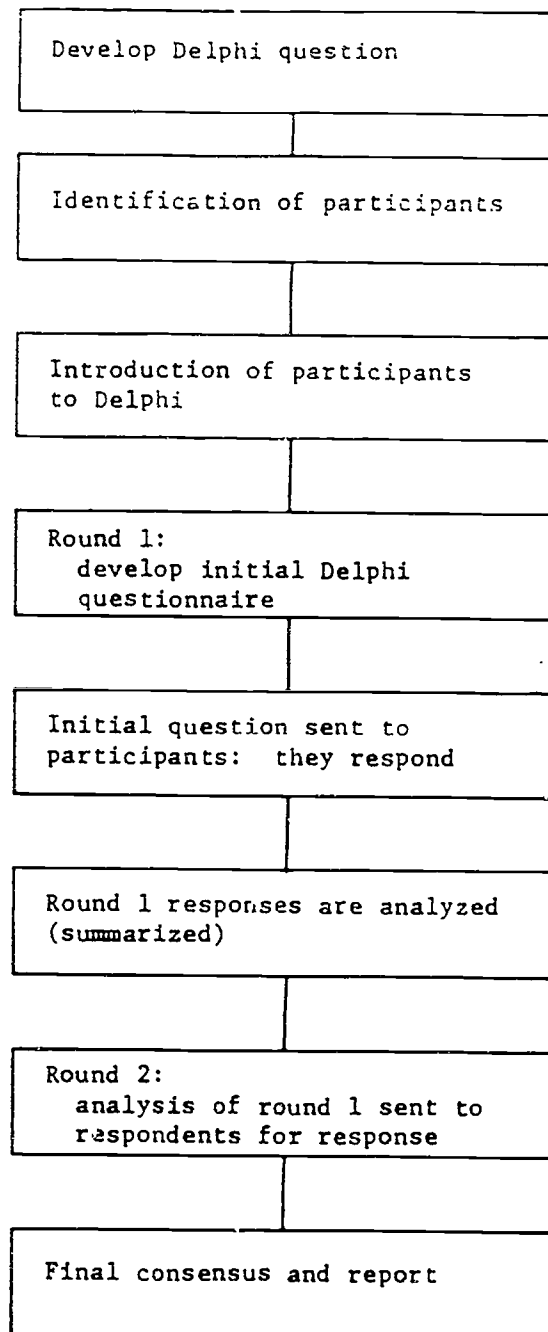 Develop Delphi question
Identification of participants
Introduction of participants
to Delphi
Round 1:
develop initial Delphi
questionnaire
Initial question sent to
participants: they respond
Round 1 responses are analyzed
(summarized)
Round 2:
analysis of round 1 sent to
respondents for response
Final consensus and report